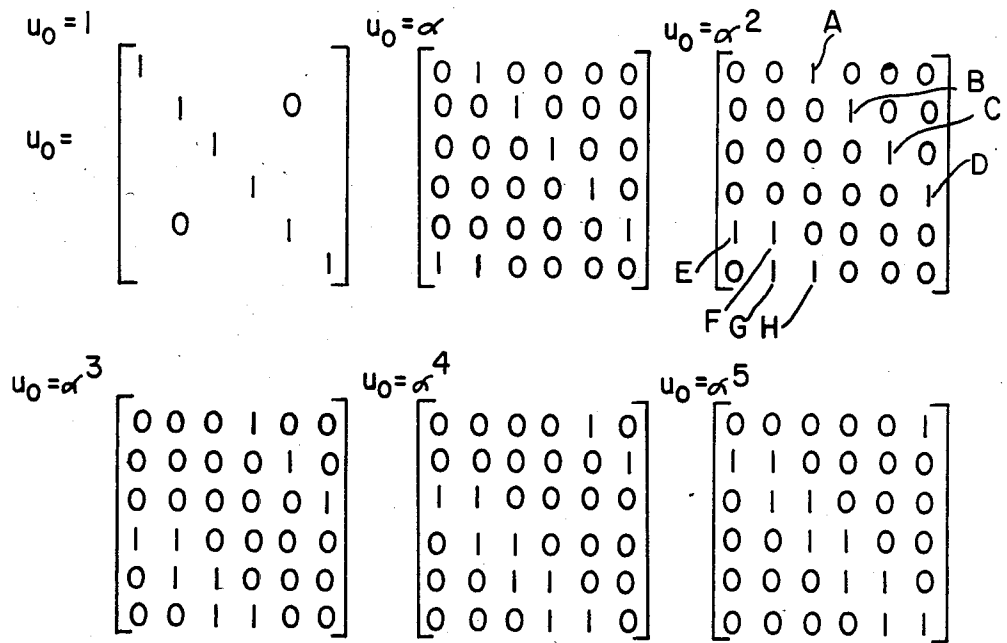 u₀ = 1
1
1 0
u₀ =
1
1
0 1
1
u₀ = α
0 1 0 0 0 0
0 0 1 0 0 0
0 0 0 1 0 0
0 0 0 0 1 0
0 0 0 0 0 1
1 1 0 0 0 0
u₀ = α²
A
0 0 1 0 0 0
B
0 0 0 1 0 0
C
0 0 0 0 1 0
D
0 0 0 0 0 1
1 1 0 0 0 0
E
0 1 1 0 0 0
F G H
u₀ = α³
0 0 0 1 0 0
0 0 0 0 1 0
0 0 0 0 0 1
1 1 0 0 0 0
0 1 1 0 0 0
0 0 1 1 0 0
u₀ = α⁴
0 0 0 0 1 0
0 0 0 0 0 1
1 1 0 0 0 0
0 1 1 0 0 0
0 0 1 1 0 0
0 0 0 1 1 0
u₀ = α⁵
0 0 0 0 0 1
1 1 0 0 0 0
0 1 1 0 0 0
0 0 1 1 0 0
0 0 0 1 1 0
0 0 0 0 1 1